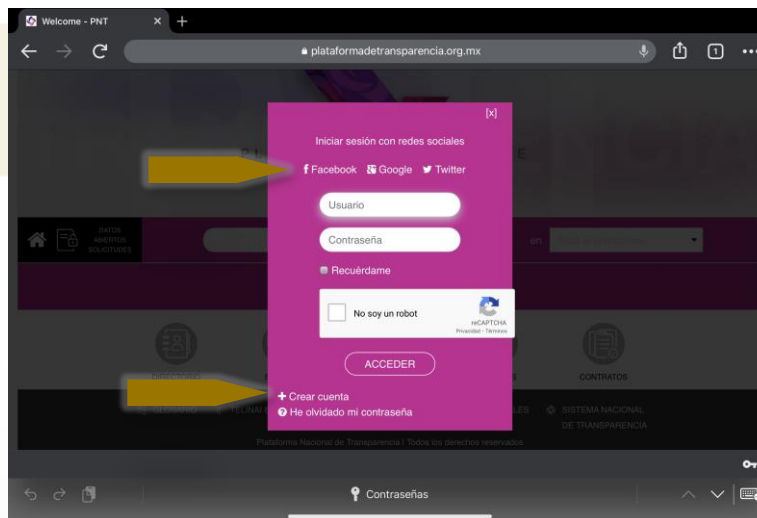 Welcome - PNT
plataformadetransparencia.org.mx
1
[x]
Iniciar sesión con redes sociales
Facebook Google Twitter
Usuario
Contraseña
Recuérdame
No soy un robot
reCAPTCHA
Privacidad - Términos
ACCEDER
Crear cuenta
He olvidado mi contraseña
DATOS
ABIERTOS
SOLICITUDES
en
DIRECTORIO
CONTRATOS
GLOSARIO
SISTEMA NACIONAL
DE TRANSPARENCIA
Plataforma Nacional de Transparencia | Todos los derechos reservados
Contraseñas